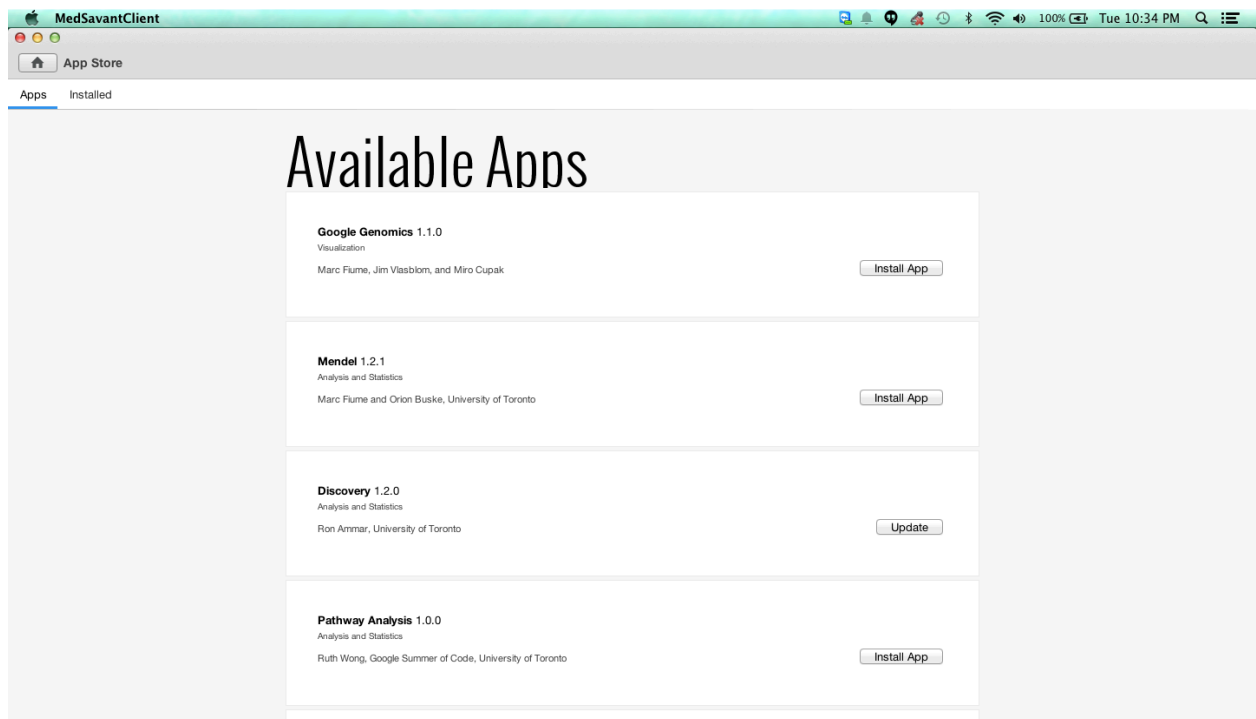 MedSavantClient 100% Tue 10:34 PM
App Store
Apps Installed
Available Apps
Google Genomics 1.1.0
Visualization
Marc Fiume, Jim Vlasblom, and Miro Cupak
Install App
Mendel 1.2.1
Analysis and Statistics
Marc Fiume and Orion Buske, University of Toronto
Install App
Discovery 1.2.0
Analysis and Statistics
Ron Ammar, University of Toronto
Update
Pathway Analysis 1.0.0
Analysis and Statistics
Ruth Wong, Google Summer of Code, University of Toronto
Install App